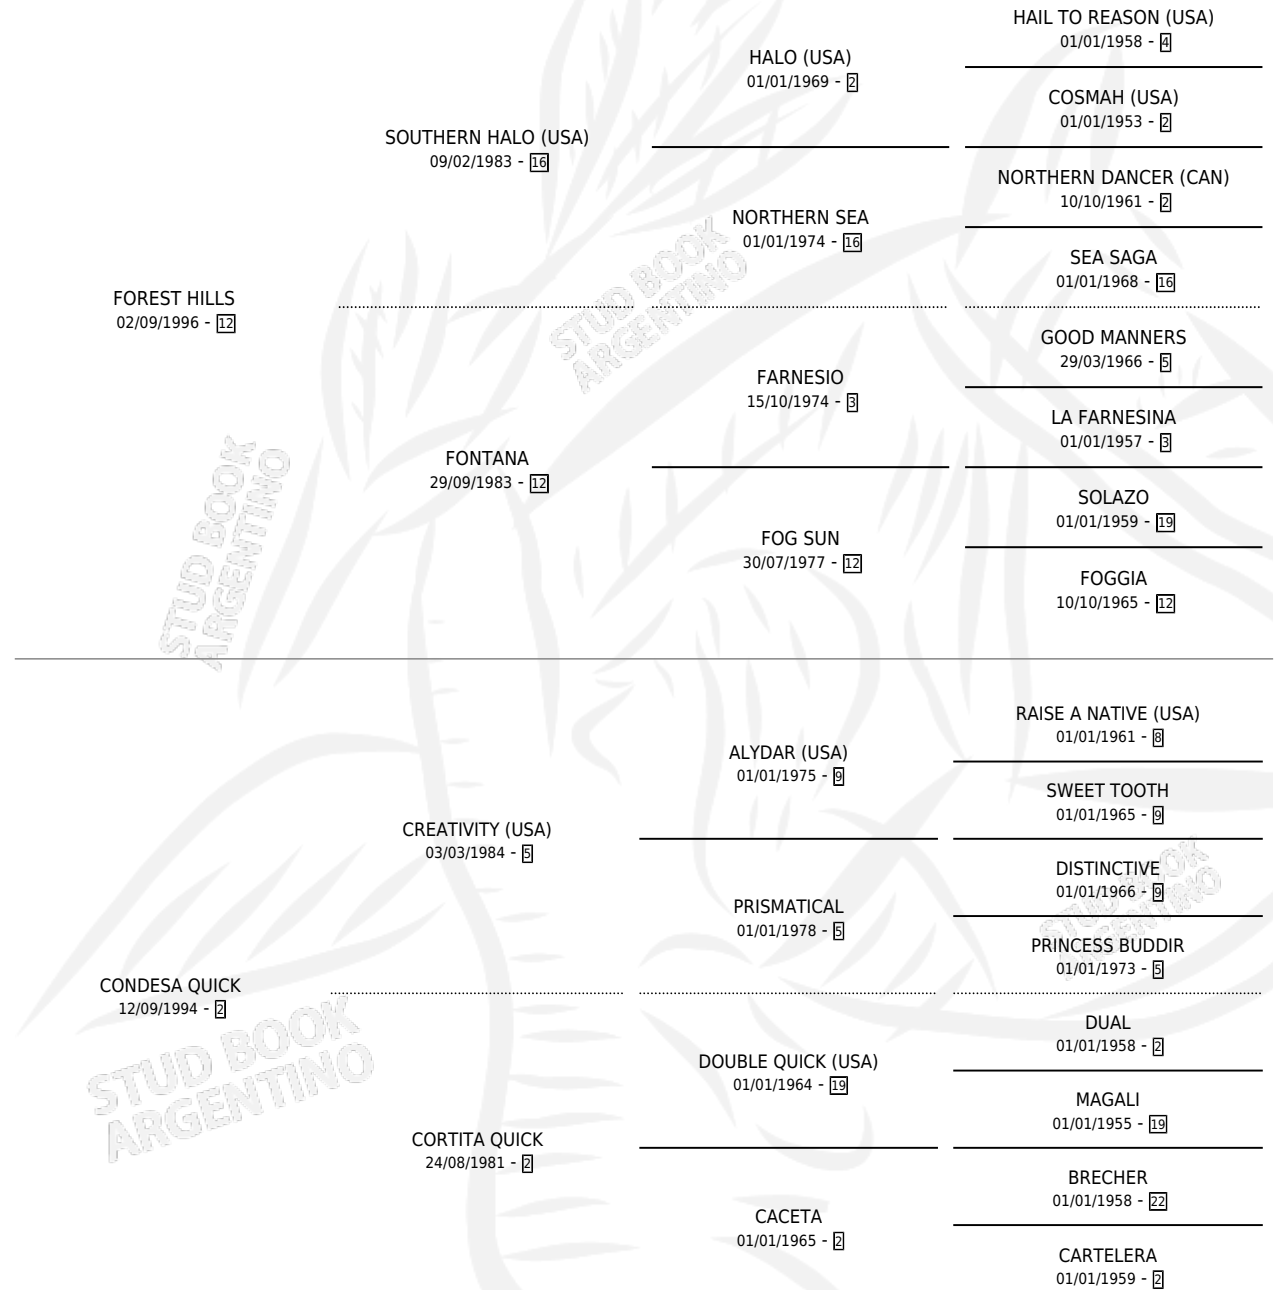 HAIL TO REASON (USA)
01/01/1958 - 4
HALO (USA)
01/01/1969 - 2
COSMAH (USA)
01/01/1953 - 2
SOUTHERN HALO (USA)
09/02/1983 - 16
NORTHERN DANCER (CAN)
10/10/1961 - 2
NORTHERN SEA
01/01/1974 - 16
SEA SAGA
01/01/1968 - 16
FOREST HILLS
02/09/1996 - 12
GOOD MANNERS
29/03/1966 - 5
FARNESIO
15/10/1974 - 3
LA FARNESINA
01/01/1957 - 3
FONTANA
29/09/1983 - 12
SOLAZO
01/01/1959 - 19
FOG SUN
30/07/1977 - 12
FOGGIA
10/10/1965 - 12
RAISE A NATIVE (USA)
01/01/1961 - 8
ALYDAR (USA)
01/01/1975 - 9
SWEET TOOTH
01/01/1965 - 9
CREATIVITY (USA)
03/03/1984 - 5
DISTINCTIVE
01/01/1966 - 9
PRISMATICAL
01/01/1978 - 5
PRINCESS BUDDIR
01/01/1973 - 5
CONDESA QUICK
12/09/1994 - 2
DUAL
01/01/1958 - 2
DOUBLE QUICK (USA)
01/01/1964 - 19
MAGALI
01/01/1955 - 19
CORTITA QUICK
24/08/1981 - 2
BRECHER
01/01/1958 - 22
CACETA
01/01/1965 - 2
CARTELERA
01/01/1959 - 2
STUD BOOK
ARGENTINO
STUD BOOK
ARGENTINO
STUD BOOK
ARGENTINO
STUD BOOK
ARGENTINO